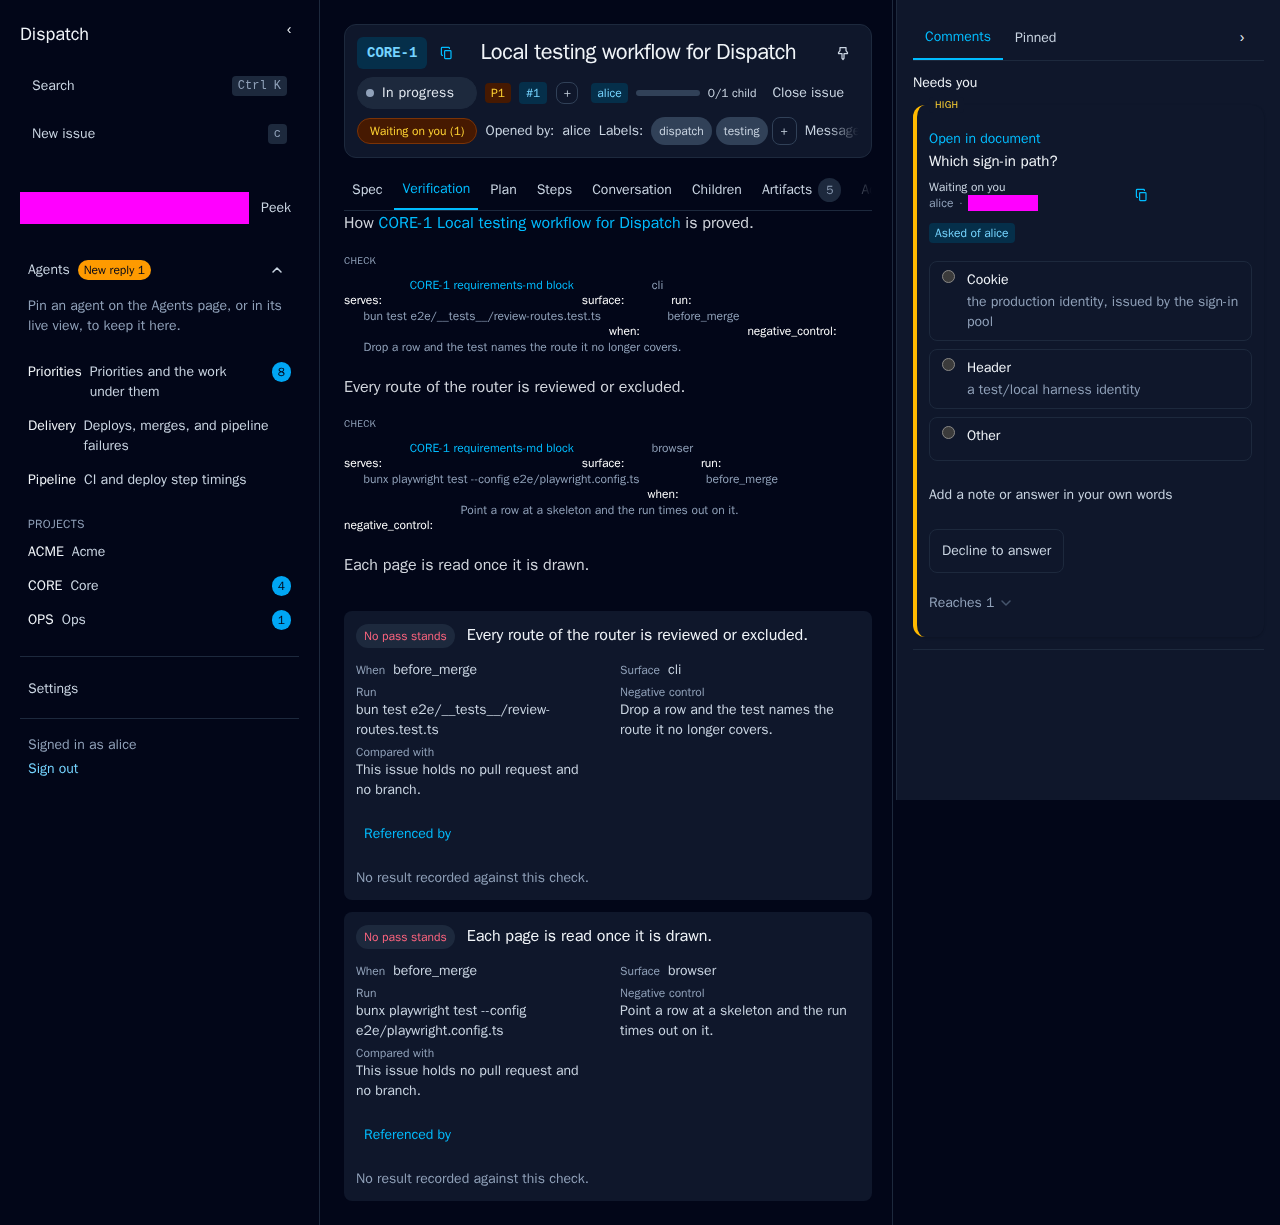 Dispatch
Search Ctrl K
New issue C
Peek
Agents New reply 1
Pin an agent on the Agents page, or in its
live view, to keep it here.
Priorities Priorities and the work 8
under them
Delivery Deploys, merges, and pipeline
failures
Pipeline CI and deploy step timings
PROJECTS
ACME Acme
CORE Core 4
OPS Ops 1
Settings
Signed in as alice
Sign out
CORE-1 Local testing workflow for Dispatch
In progress P1 #1 + alice 0/1 child Close issue
Waiting on you (1) Opened by: alice Labels: dispatch testing +
Spec Verification Plan Steps Conversation Children Artifacts 5
How CORE-1 Local testing workflow for Dispatch is proved.
CHECK
CORE-1 requirements-md block cli
serves: surface: run:
bun test e2e/__tests__/review-routes.test.ts before_merge
when: negative_control:
Drop a row and the test names the route it no longer covers.
Every route of the router is reviewed or excluded.
CHECK
CORE-1 requirements-md block browser
serves: surface: run:
bunx playwright test --config e2e/playwright.config.ts before_merge
when:
Point a row at a skeleton and the run times out on it.
negative_control:
Each page is read once it is drawn.
No pass stands Every route of the router is reviewed or excluded.
When before_merge Surface cli
Run Negative control
bun test e2e/__tests__/review- Drop a row and the test names the
routes.test.ts route it no longer covers.
Compared with
This issue holds no pull request and
no branch.
Referenced by
No result recorded against this check.
No pass stands Each page is read once it is drawn.
When before_merge Surface browser
Run Negative control
bunx playwright test --config Point a row at a skeleton and the run
e2e/playwright.config.ts times out on it.
Compared with
This issue holds no pull request and
no branch.
Referenced by
No result recorded against this check.
Comments Pinned
Needs you
HIGH
Open in document
Which sign-in path?
Waiting on you
alice ·
Asked of alice
Cookie
the production identity, issued by the sign-in
pool
Header
a test/local harness identity
Other
Add a note or answer in your own words
Decline to answer
Reaches 1